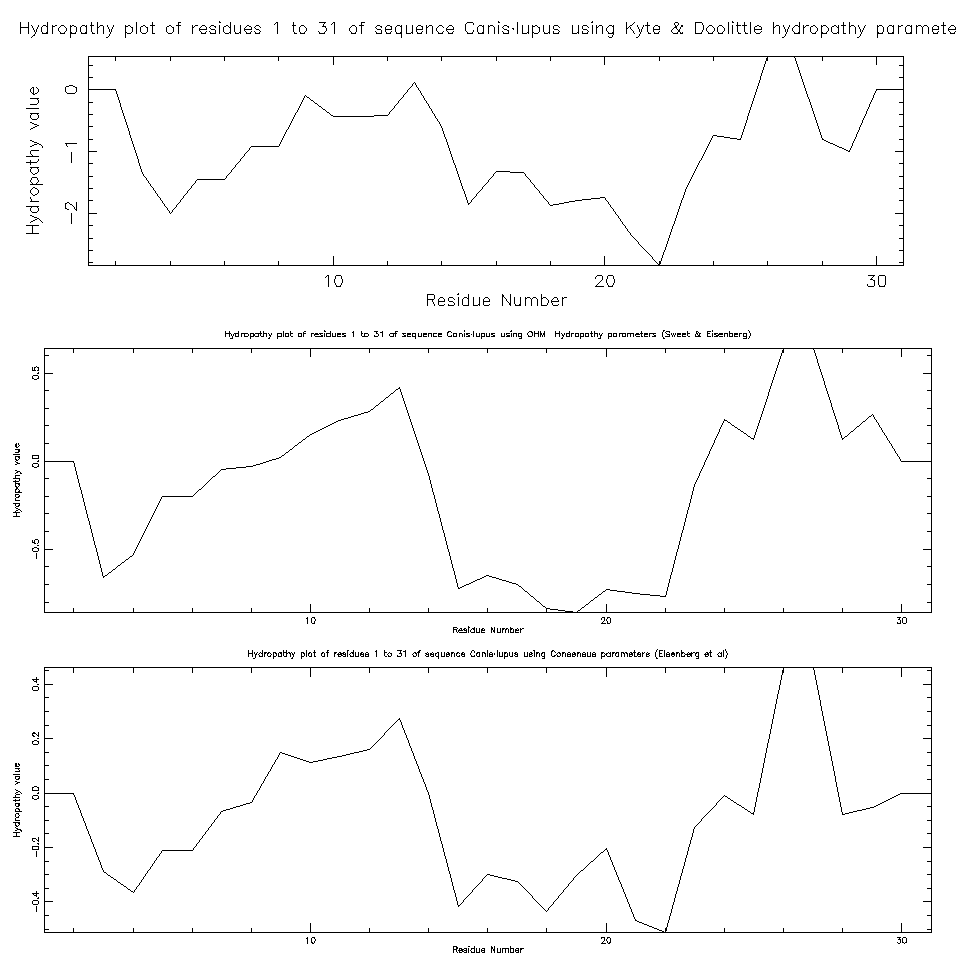 Hydropathy plot of residues 1 to 31 of sequence Canis-lupus using Kyte & Doolittle hydropathy paramete
0
-1
-2
Hydropathy value
10 20 30
Residue Number
Hydropathy plot of residues 1 to 31 of sequence Canis-lupus using OHM Hydropathy parameters (Sweet & Eisenberg)
0.5
0.0
-0.5
Hydropathy value
10 20 30
Residue Number
Hydropathy plot of residues 1 to 31 of sequence Canis-lupus using Consensus parameters (Eisenberg et al)
0.4
0.2
0.0
-0.2
-0.4
Hydropathy value
10 20 30
Residue Number